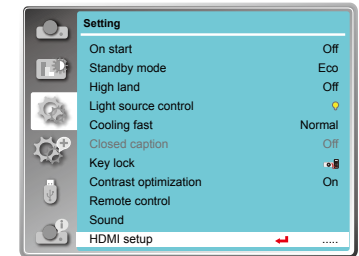 Setting
On start Off
Standby mode Eco
High land Off
Light source control
Cooling fast Normal
Closed caption Off
Key lock
Contrast optimization On
Remote control
Sound
HDMI setup .....